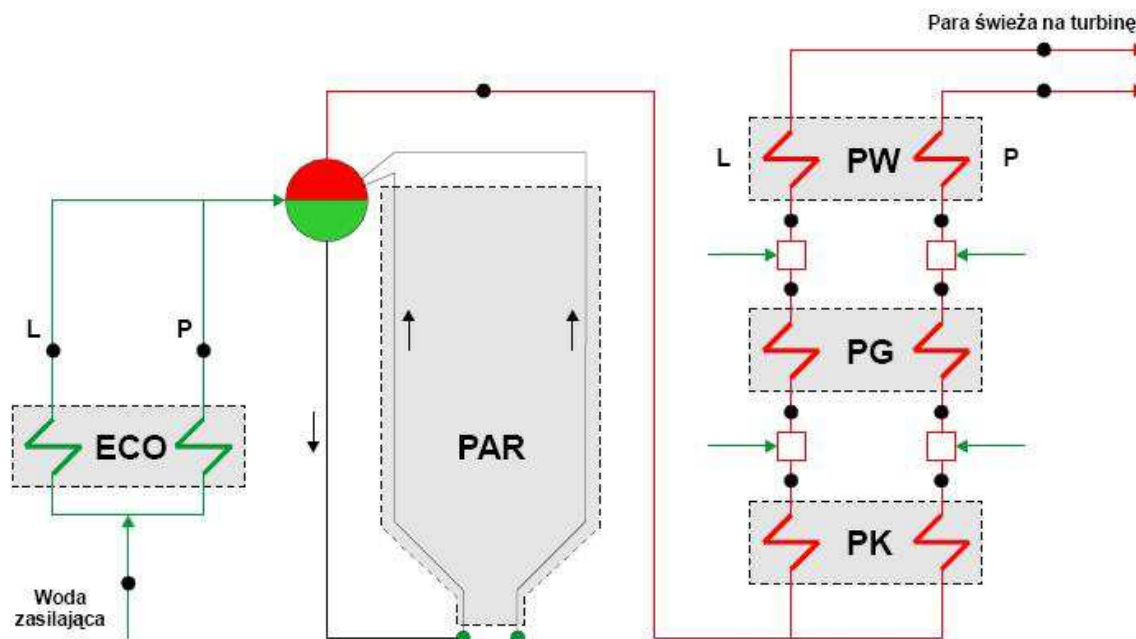 Para świeża na turbinę
L
PW
P
L
P
PG
ECO
PAR
PK
Woda
zasilająca